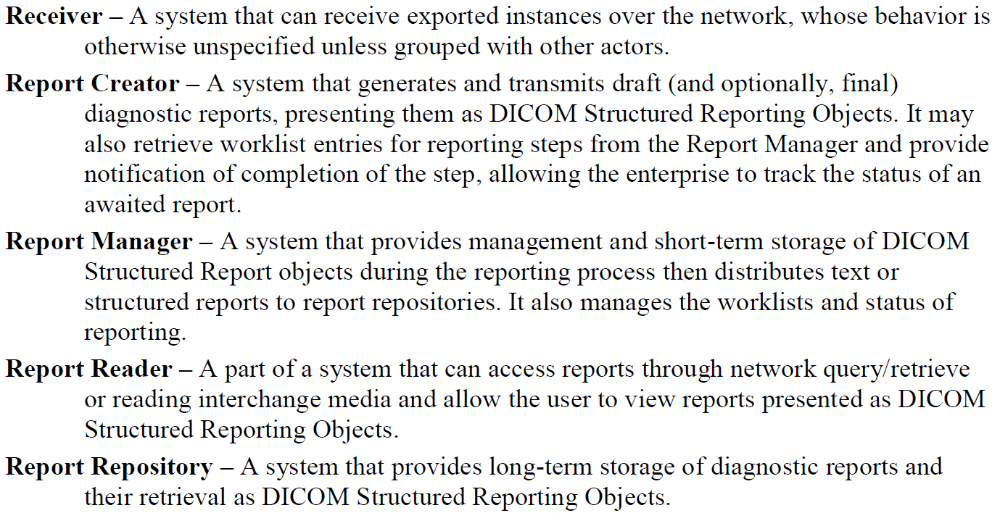 Receiver – A system that can receive exported instances over the network, whose behavior is
otherwise unspecified unless grouped with other actors.
Report Creator – A system that generates and transmits draft (and optionally, final)
diagnostic reports, presenting them as DICOM Structured Reporting Objects. It may
also retrieve worklist entries for reporting steps from the Report Manager and provide
notification of completion of the step, allowing the enterprise to track the status of an
awaited report.
Report Manager – A system that provides management and short-term storage of DICOM
Structured Report objects during the reporting process then distributes text or
structured reports to report repositories. It also manages the worklists and status of
reporting.
Report Reader – A part of a system that can access reports through network query/retrieve
or reading interchange media and allow the user to view reports presented as DICOM
Structured Reporting Objects.
Report Repository – A system that provides long-term storage of diagnostic reports and
their retrieval as DICOM Structured Reporting Objects.